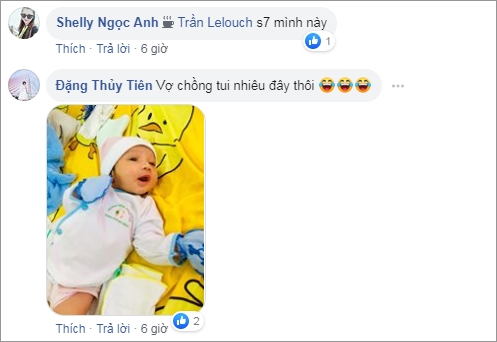 Shelly Ngọc Anh Trần Lelouch s7 mình này
1
Thích · Trả lời · 6 giờ
Đặng Thủy Tiên Vợ chồng tui nhiêu đây thôi 😂😂😂
2
Thích · Trả lời · 6 giờ